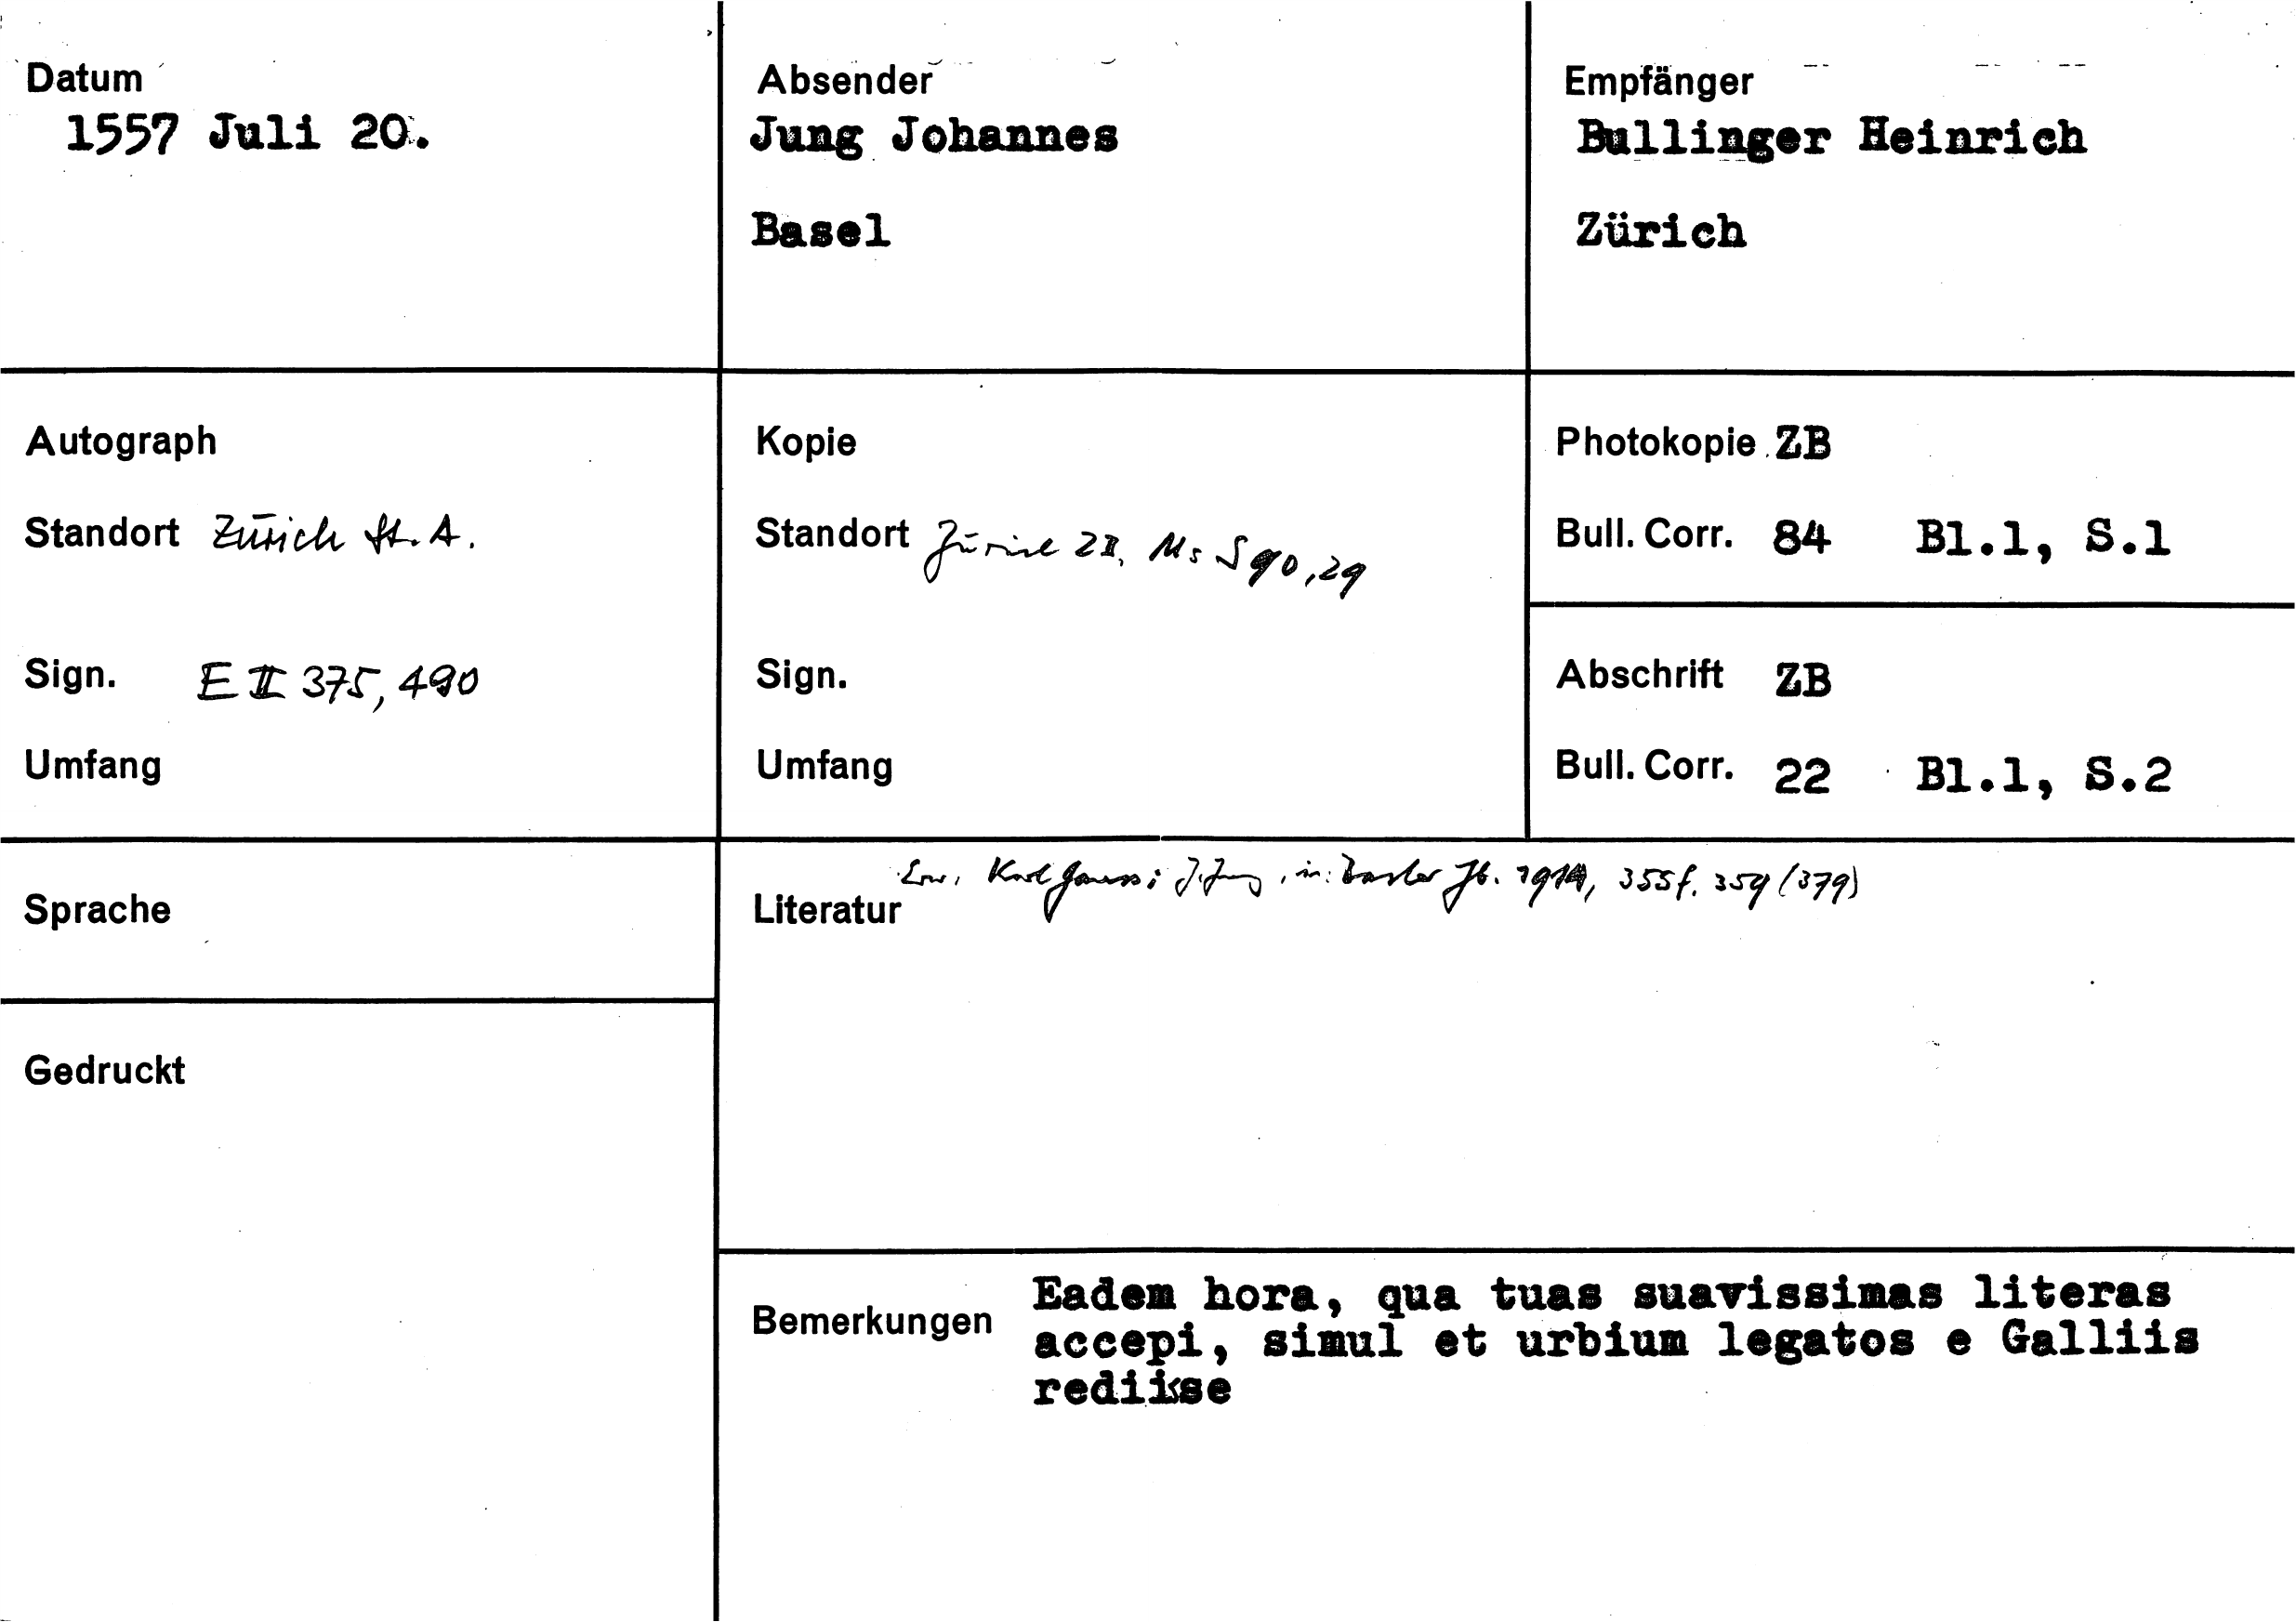 Datum
1557 Juli 20.
Absender
Jung Johannes
Basel
Empfänger
Bullinger Heinrich
Zürich
Autograph
Standort Zürich St. A.
Sign. E II 375, 490
Umfang
Kopie
Standort Zürich ZB, Ms S 90, 29
Sign.
Umfang
Photokopie ZB
Bull. Corr. 84 Bl.1, S.1
Abschrift ZB
Bull. Corr. 22 Bl.1, S.2
Sprache
Gedruckt
Erw. Karl Gauss: J. Jung, in: Basler Jb. 1914, 355f. 359 (379)
Literatur
Bemerkungen
Eadem hora, qua tuas suavissimas literas
accepi, simul et urbium legatos e Galliis
rediisse